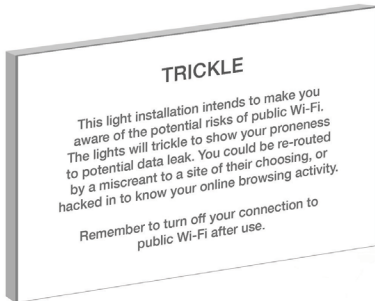 TRICKLE
This light installation intends to make you
aware of the potential risks of public Wi-Fi.
The lights will trickle to show your proneness
to potential data leak. You could be re-routed
by a miscreant to a site of their choosing, or
hacked in to know your online browsing activity.
Remember to turn off your connection to
public Wi-Fi after use.